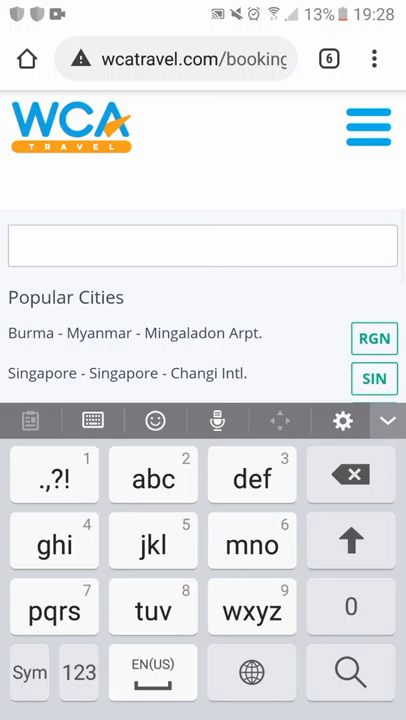 13% 19:28
wcatravel.com/booking
6
WCA
TRAVEL
Popular Cities
Burma - Myanmar - Mingaladon Arpt.
RGN
Singapore - Singapore - Changi Intl.
SIN
.,?! 1
abc 2
def 3
ghi 4
jkl 5
mno 6
pqrs 7
tuv 8
wxyz 9
0
Sym
123
EN(US)